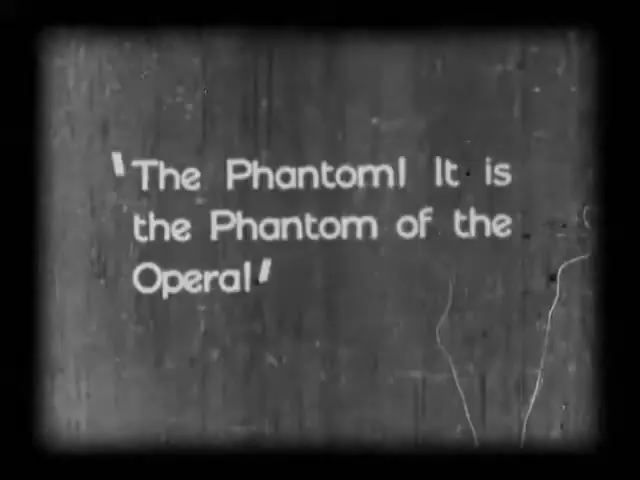 "The Phantom! It is
the Phantom of the
Opera!"